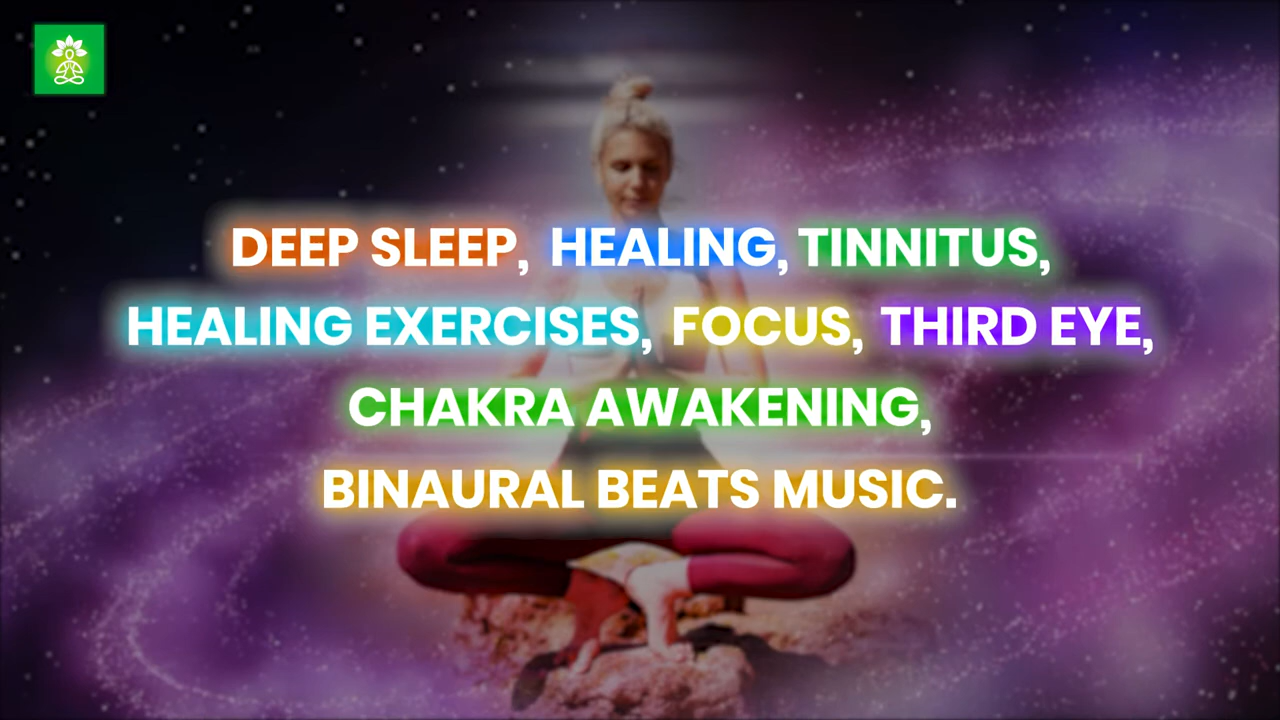 DEEP SLEEP, HEALING, TINNITUS,
HEALING EXERCISES, FOCUS, THIRD EYE,
CHAKRA AWAKENING,
BINAURAL BEATS MUSIC.